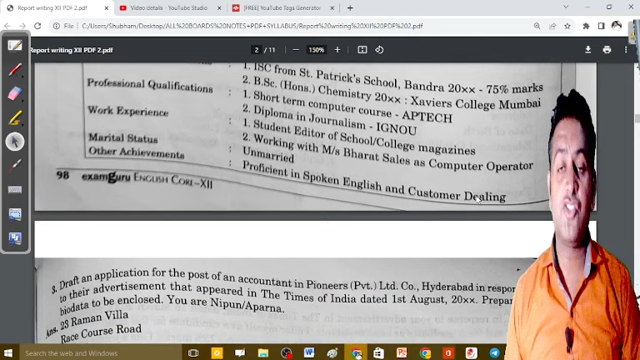 Report writing XII PDF 2.pdf
Video details - YouTube Studio
[FREE] YouTube Tags Generator
File
C:/Users/Shubham/Desktop/ALL%20BOARDS%20NOTES+PDF+SYLLABUS/Report%20writing%20XII%20PDF%202.pdf
Report writing XII PDF 2.pdf
2 / 11
150%
1. ISC from St. Patrick's School, Bandra 20×× - 75% marks
2. B.Sc. (Hons.) Chemistry 20×× : Xaviers College Mumbai
Professional Qualifications : 1. Short term computer course - APTECH
2. Diploma in Journalism - IGNOU
Work Experience : 1. Student Editor of School/College magazines
2. Working with M/s Bharat Sales as Computer Operator
Marital Status : Unmarried
Other Achievements : Proficient in Spoken English and Customer Dealing
98 examguru ENGLISH CORE-XII
3. Draft an application for the post of an accountant in Pioneers (Pvt.) Ltd. Co., Hyderabad in respon
to their advertisement that appeared in The Times of India dated 1st August, 20××. Prepar
biodata to be enclosed. You are Nipun/Aparna.
Ans. 23 Raman Villa
Race Course Road
Search the web and Windows